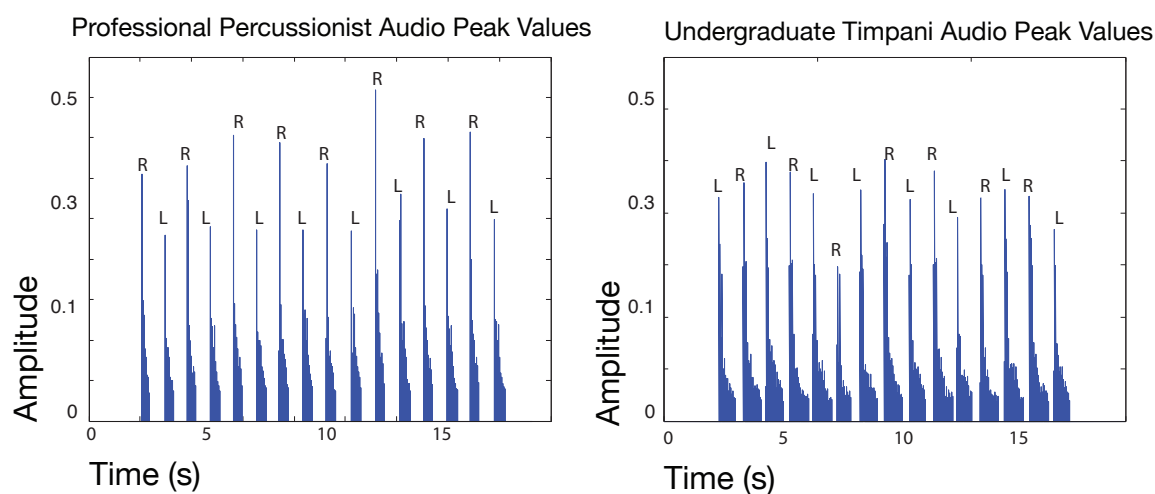 Professional Percussionist Audio Peak Values
Amplitude
0.5
0.3
0.1
0
R
L
R
L
R
L
R
L
R
L
R
L
R
L
R
L
0
5
10
15
Time (s)
Undergraduate Timpani Audio Peak Values
Amplitude
0.5
0.3
0.1
0
L
R
L
R
L
R
L
R
L
R
L
R
L
R
L
0
5
10
15
Time (s)